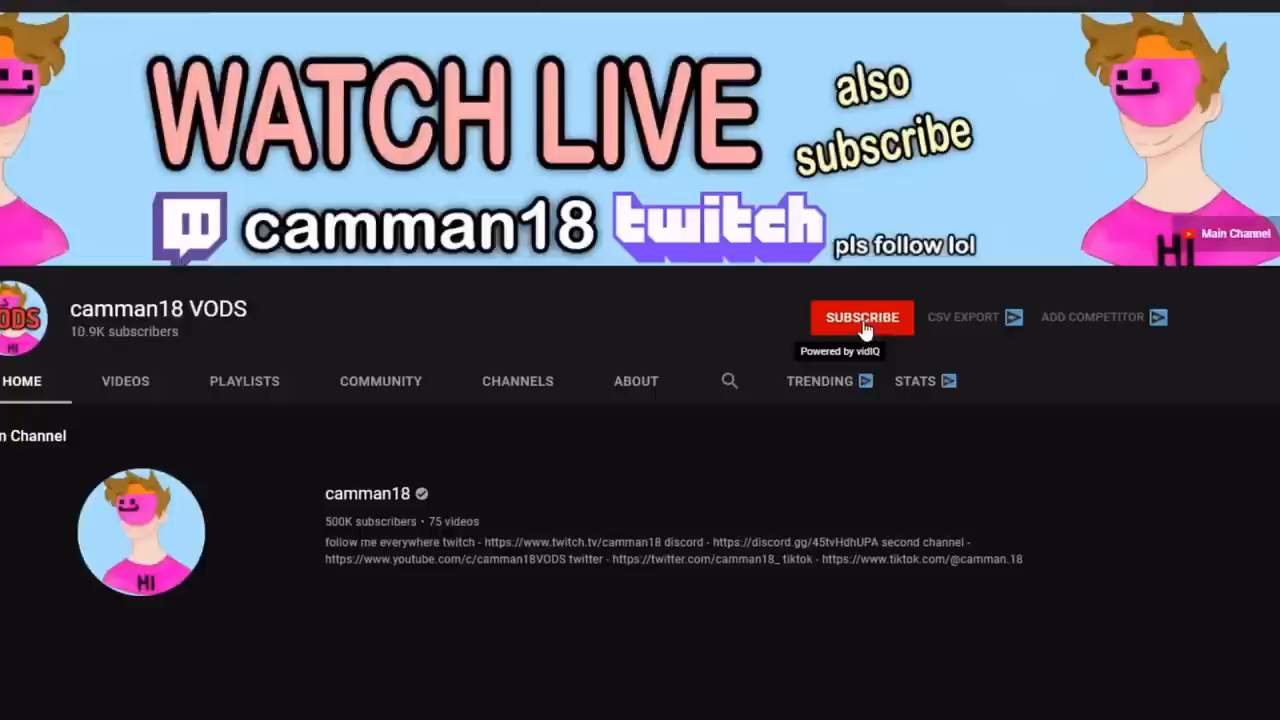 WATCH LIVE
also
subscribe
camman18 twitch
pls follow lol
HI
Main Channel
ODS
HI
camman18 VODS
10.9K subscribers
SUBSCRIBE
CSV EXPORT
ADD COMPETITOR
Powered by vidIQ
HOME
VIDEOS
PLAYLISTS
COMMUNITY
CHANNELS
ABOUT
TRENDING
STATS
n Channel
HI
camman18
500K subscribers • 75 videos
follow me everywhere twitch - https://www.twitch.tv/camman18 discord - https://discord.gg/45tvHdhUPA second channel -
https://www.youtube.com/c/camman18VODS twitter - https://twitter.com/camman18_ tiktok - https://www.tiktok.com/@camman.18